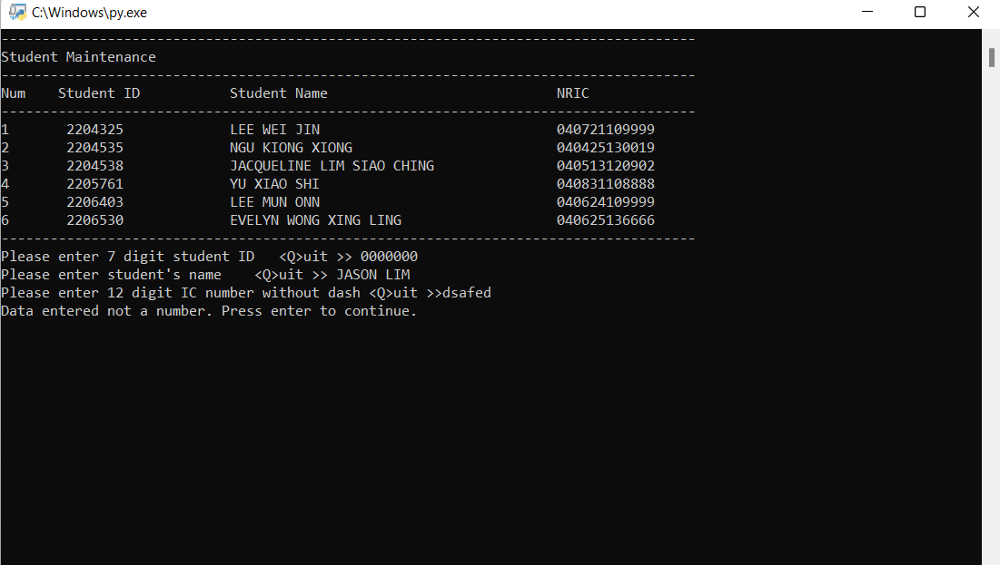 C:\Windows\py.exe
-------------------------------------------------------------------------------------
Student Maintenance
-------------------------------------------------------------------------------------
Num    Student ID           Student Name                            NRIC
-------------------------------------------------------------------------------------
1       2204325             LEE WEI JIN                             040721109999
2       2204535             NGU KIONG XIONG                         040425130019
3       2204538             JACQUELINE LIM SIAO CHING               040513120902
4       2205761             YU XIAO SHI                             040831108888
5       2206403             LEE MUN ONN                             040624109999
6       2206530             EVELYN WONG XING LING                   040625136666
-------------------------------------------------------------------------------------
Please enter 7 digit student ID   <Q>uit >> 0000000
Please enter student's name    <Q>uit >> JASON LIM
Please enter 12 digit IC number without dash <Q>uit >>dsafed
Data entered not a number. Press enter to continue.